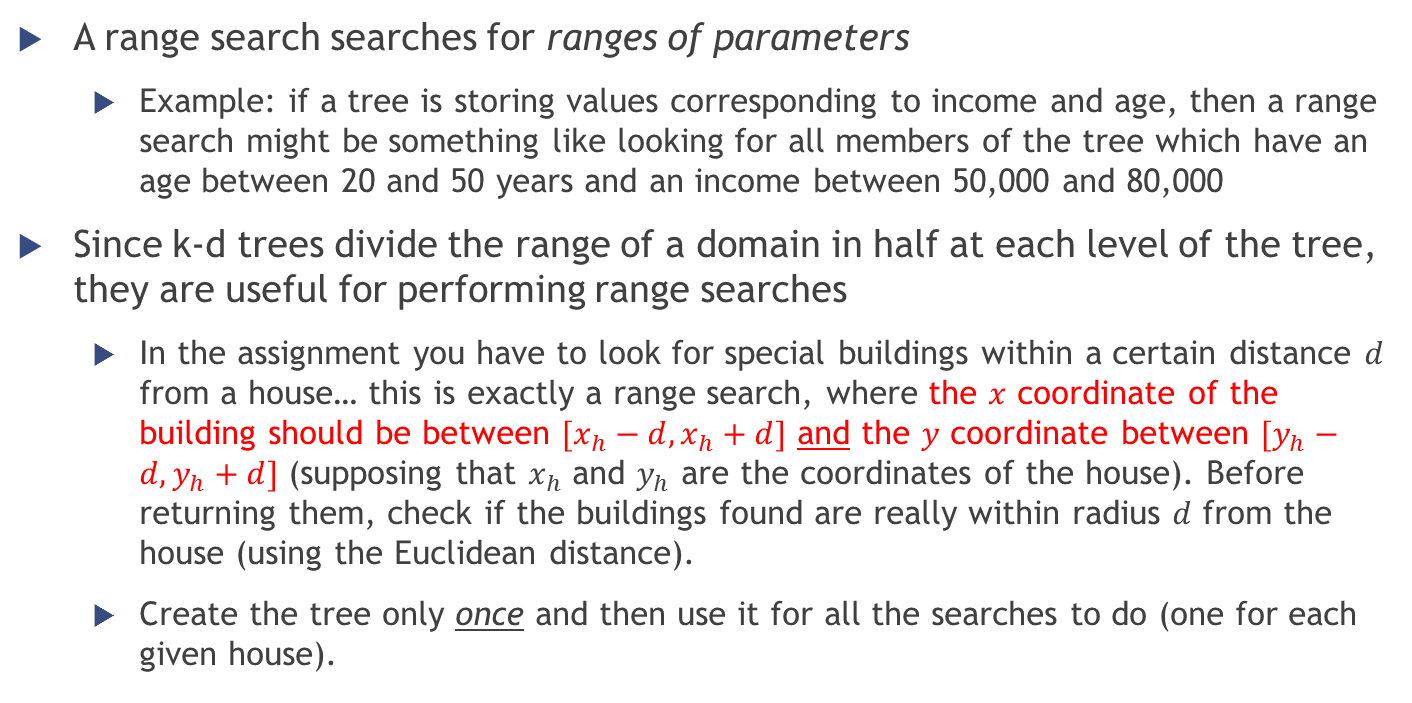 A range search searches for ranges of parameters
Example: if a tree is storing values corresponding to income and age, then a range
search might be something like looking for all members of the tree which have an
age between 20 and 50 years and an income between 50,000 and 80,000
Since k-d trees divide the range of a domain in half at each level of the tree,
they are useful for performing range searches
In the assignment you have to look for special buildings within a certain distance 𝑑
from a house… this is exactly a range search, where the 𝑥 coordinate of the
building should be between [𝑥ₕ − 𝑑, 𝑥ₕ + 𝑑] and the 𝑦 coordinate between [𝑦ₕ −
𝑑, 𝑦ₕ + 𝑑] (supposing that 𝑥ₕ and 𝑦ₕ are the coordinates of the house). Before
returning them, check if the buildings found are really within radius 𝑑 from the
house (using the Euclidean distance).
Create the tree only once and then use it for all the searches to do (one for each
given house).